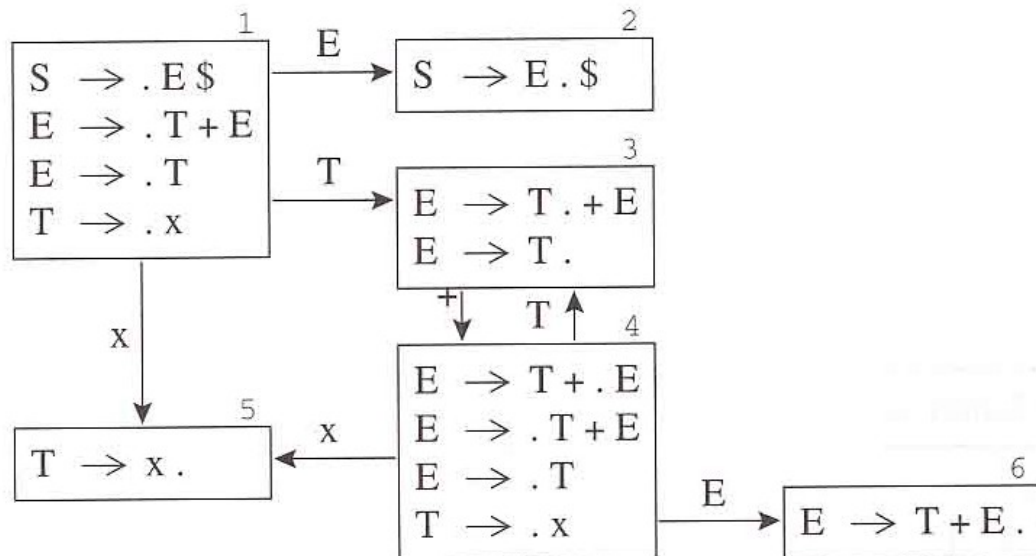 1
S → . E $
E → . T + E
E → . T
T → . x
E
2
S → E . $
T
3
E → T . + E
E → T .
x
+
T
4
E → T + . E
E → . T + E
E → . T
T → . x
5
T → x .
x
E
6
E → T + E .